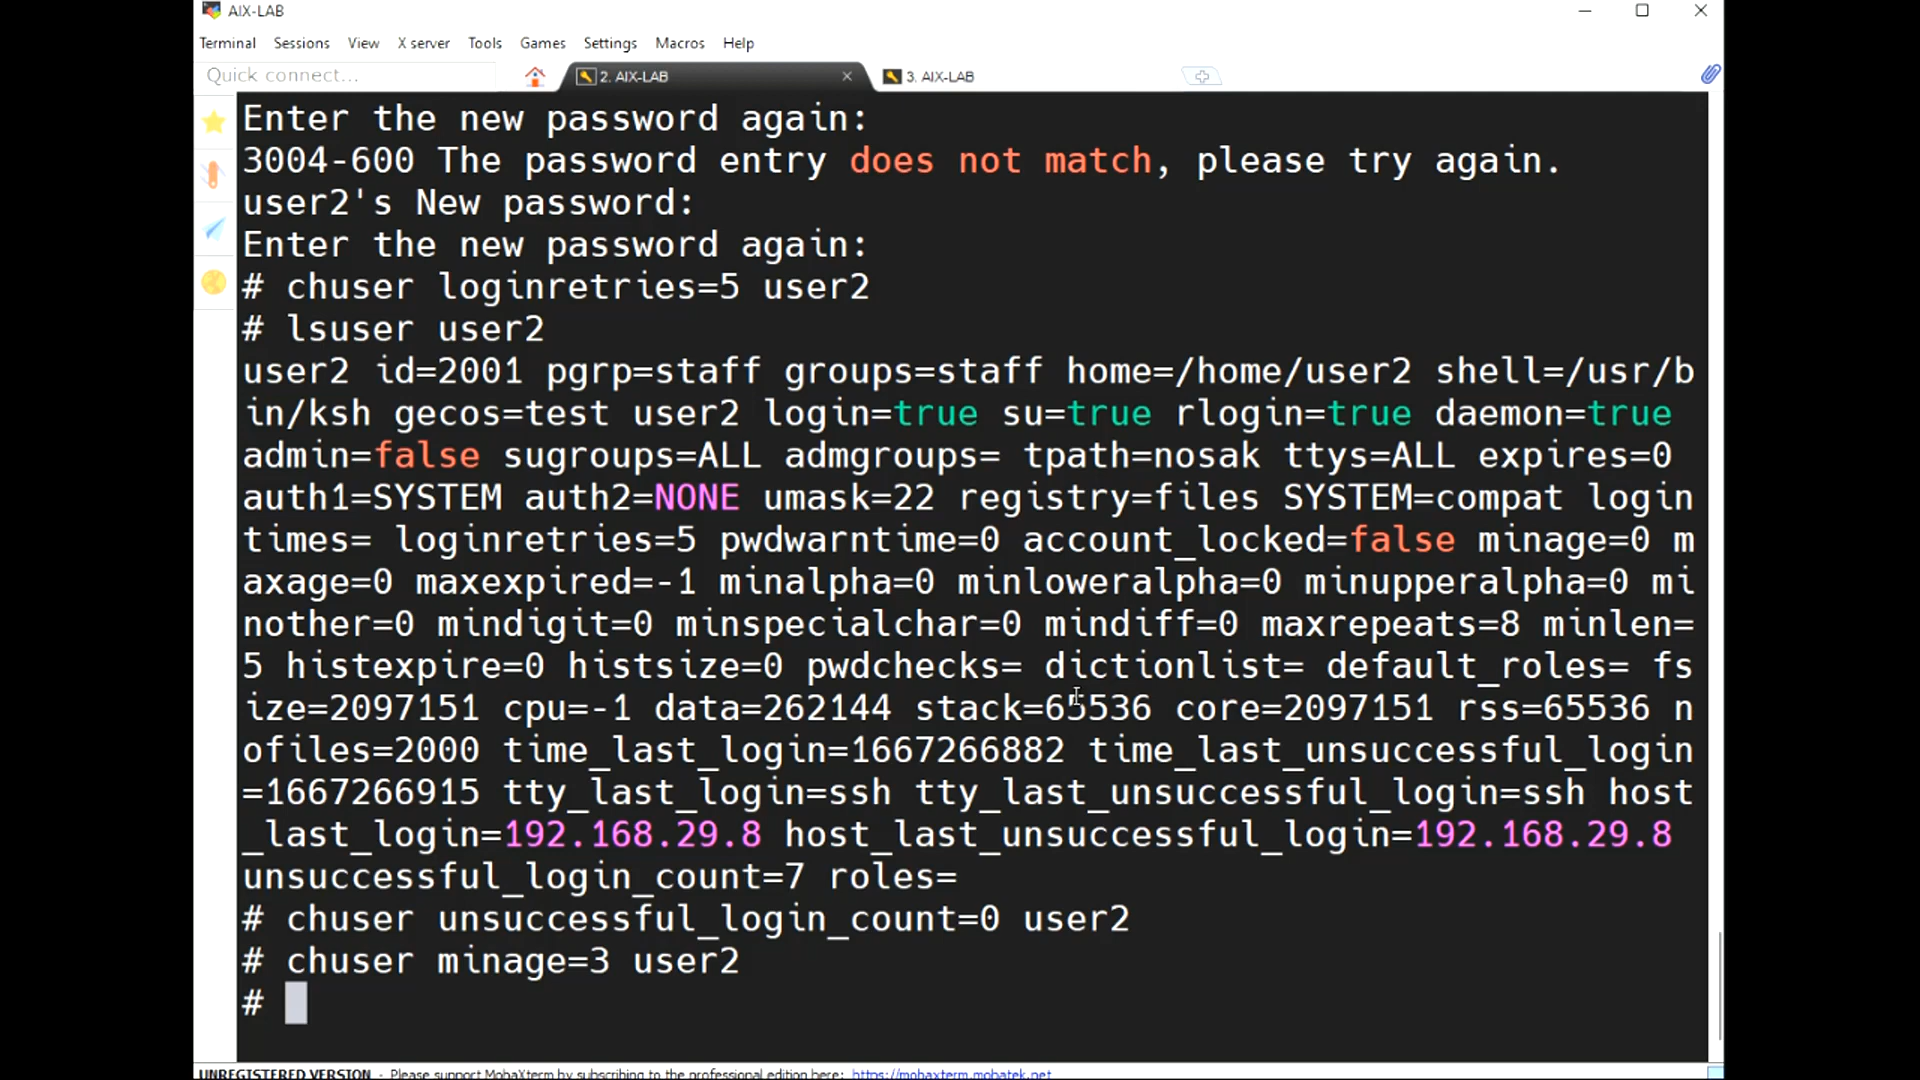 AIX-LAB
Terminal Sessions View X server Tools Games Settings Macros Help
Quick connect... 2. AIX-LAB 3. AIX-LAB
Enter the new password again:
3004-600 The password entry does not match, please try again.
user2's New password:
Enter the new password again:
# chuser loginretries=5 user2
# lsuser user2
user2 id=2001 pgrp=staff groups=staff home=/home/user2 shell=/usr/b
in/ksh gecos=test user2 login=true su=true rlogin=true daemon=true
admin=false sugroups=ALL admgroups= tpath=nosak ttys=ALL expires=0
auth1=SYSTEM auth2=NONE umask=22 registry=files SYSTEM=compat login
times= loginretries=5 pwdwarntime=0 account_locked=false minage=0 m
axage=0 maxexpired=-1 minalpha=0 minloweralpha=0 minupperalpha=0 mi
nother=0 mindigit=0 minspecialchar=0 mindiff=0 maxrepeats=8 minlen=
5 histexpire=0 histsize=0 pwdchecks= dictionlist= default_roles= fs
ize=2097151 cpu=-1 data=262144 stack=65536 core=2097151 rss=65536 n
ofiles=2000 time_last_login=1667266882 time_last_unsuccessful_login
=1667266915 tty_last_login=ssh tty_last_unsuccessful_login=ssh host
_last_login=192.168.29.8 host_last_unsuccessful_login=192.168.29.8
unsuccessful_login_count=7 roles=
# chuser unsuccessful_login_count=0 user2
# chuser minage=3 user2
#
UNREGISTERED VERSION - Please support MobaXterm by subscribing to the professional edition here: https://mobaxterm.mobatek.net